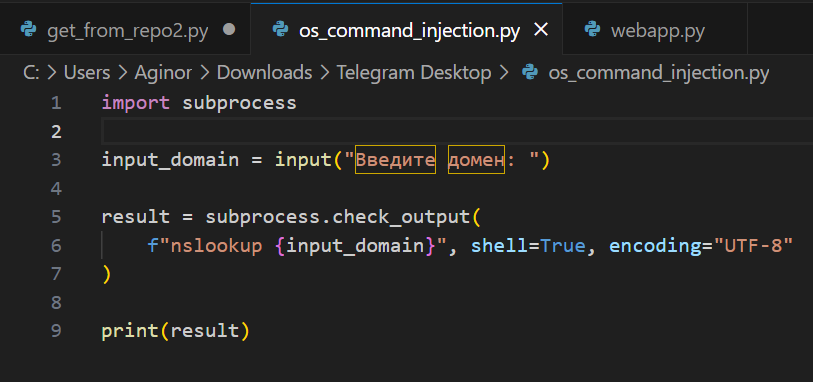 get_from_repo2.py os_command_injection.py webapp.py
C: > Users > Aginor > Downloads > Telegram Desktop > os_command_injection.py
1 import subprocess
2
3 input_domain = input("Введите домен: ")
4
5 result = subprocess.check_output(
6 f"nslookup {input_domain}", shell=True, encoding="UTF-8"
7 )
8
9 print(result)